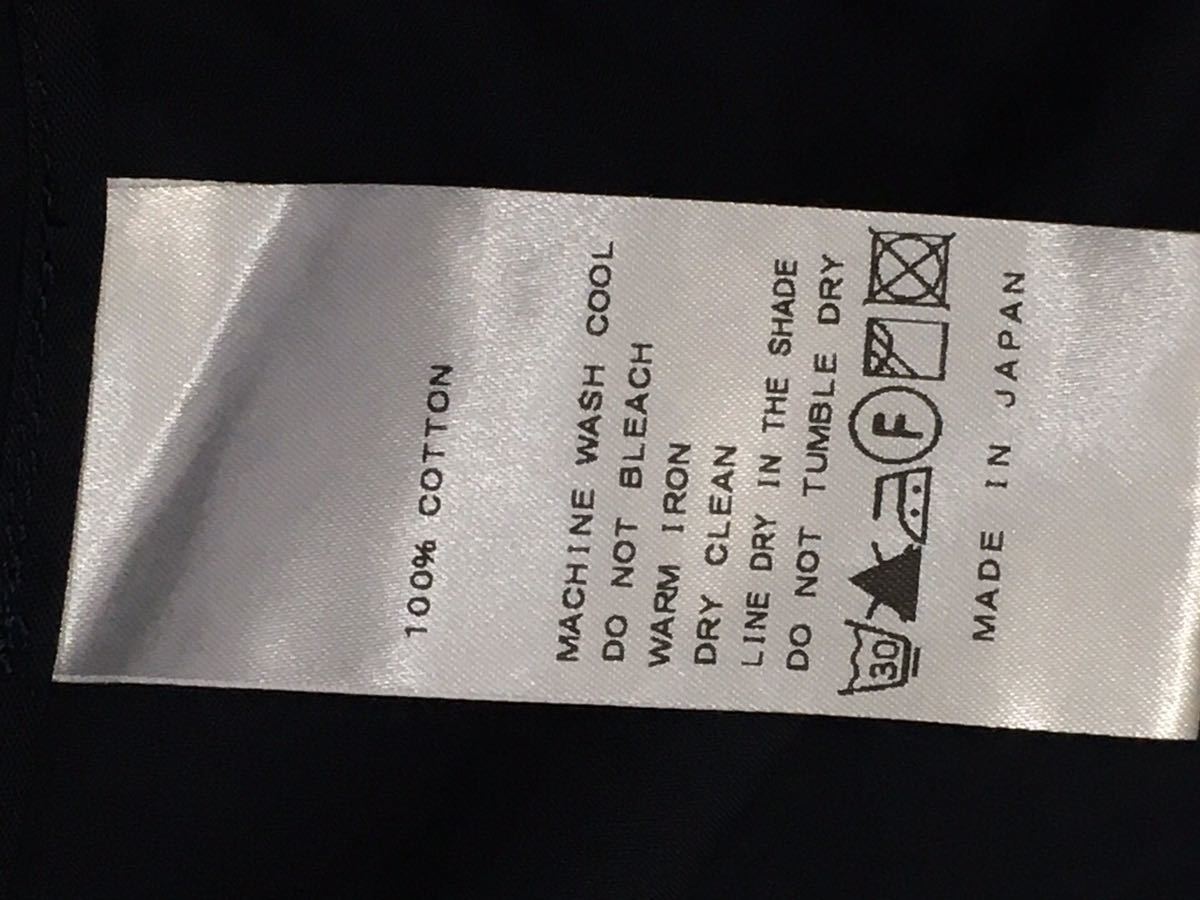 100% COTTON
MACHINE WASH COOL
DO NOT BLEACH
WARM IRON
DRY CLEAN
LINE DRY IN THE SHADE
DO NOT TUMBLE DRY
30 F
MADE IN JAPAN